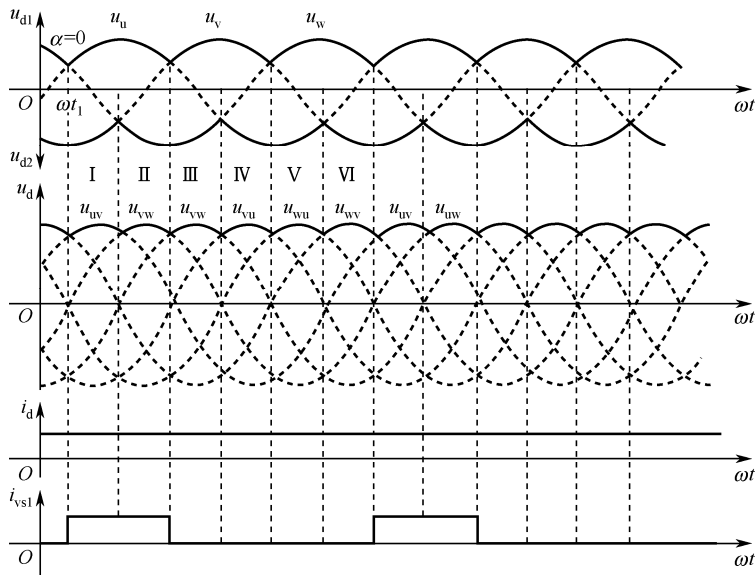 u_d1 u_u u_v u_w
α=0
O ωt₁ ωt
u_d2 Ⅰ Ⅱ Ⅲ Ⅳ Ⅴ Ⅵ
u_d
u_uv u_vw u_vw u_vu u_wu u_wv u_uv u_uw
O ωt
i_d
O ωt
i_vs1
O ωt